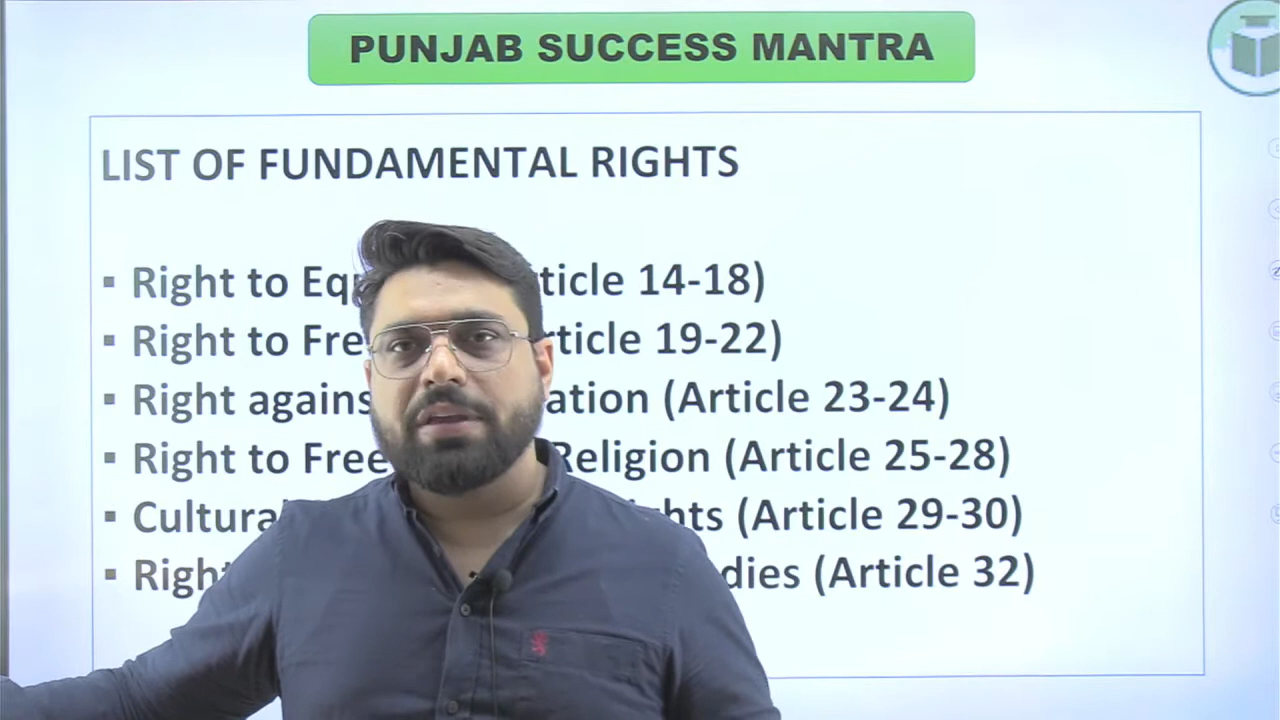 PUNJAB SUCCESS MANTRA
LIST OF FUNDAMENTAL RIGHTS
▪ Right to Eq ticle 14-18)
▪ Right to Fre rticle 19-22)
▪ Right agains ation (Article 23-24)
▪ Right to Free Religion (Article 25-28)
▪ Cultura hts (Article 29-30)
▪ Right dies (Article 32)